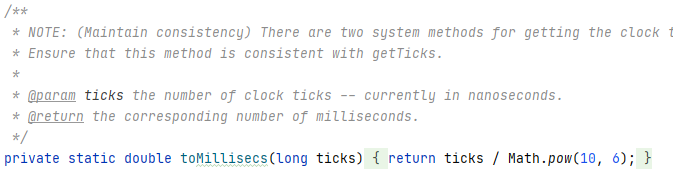 /**
* NOTE: (Maintain consistency) There are two system methods for getting the clock
* Ensure that this method is consistent with getTicks.
*
* @param ticks the number of clock ticks -- currently in nanoseconds.
* @return the corresponding number of milliseconds.
*/
private static double toMillisecs(long ticks) { return ticks / Math.pow(10, 6); }